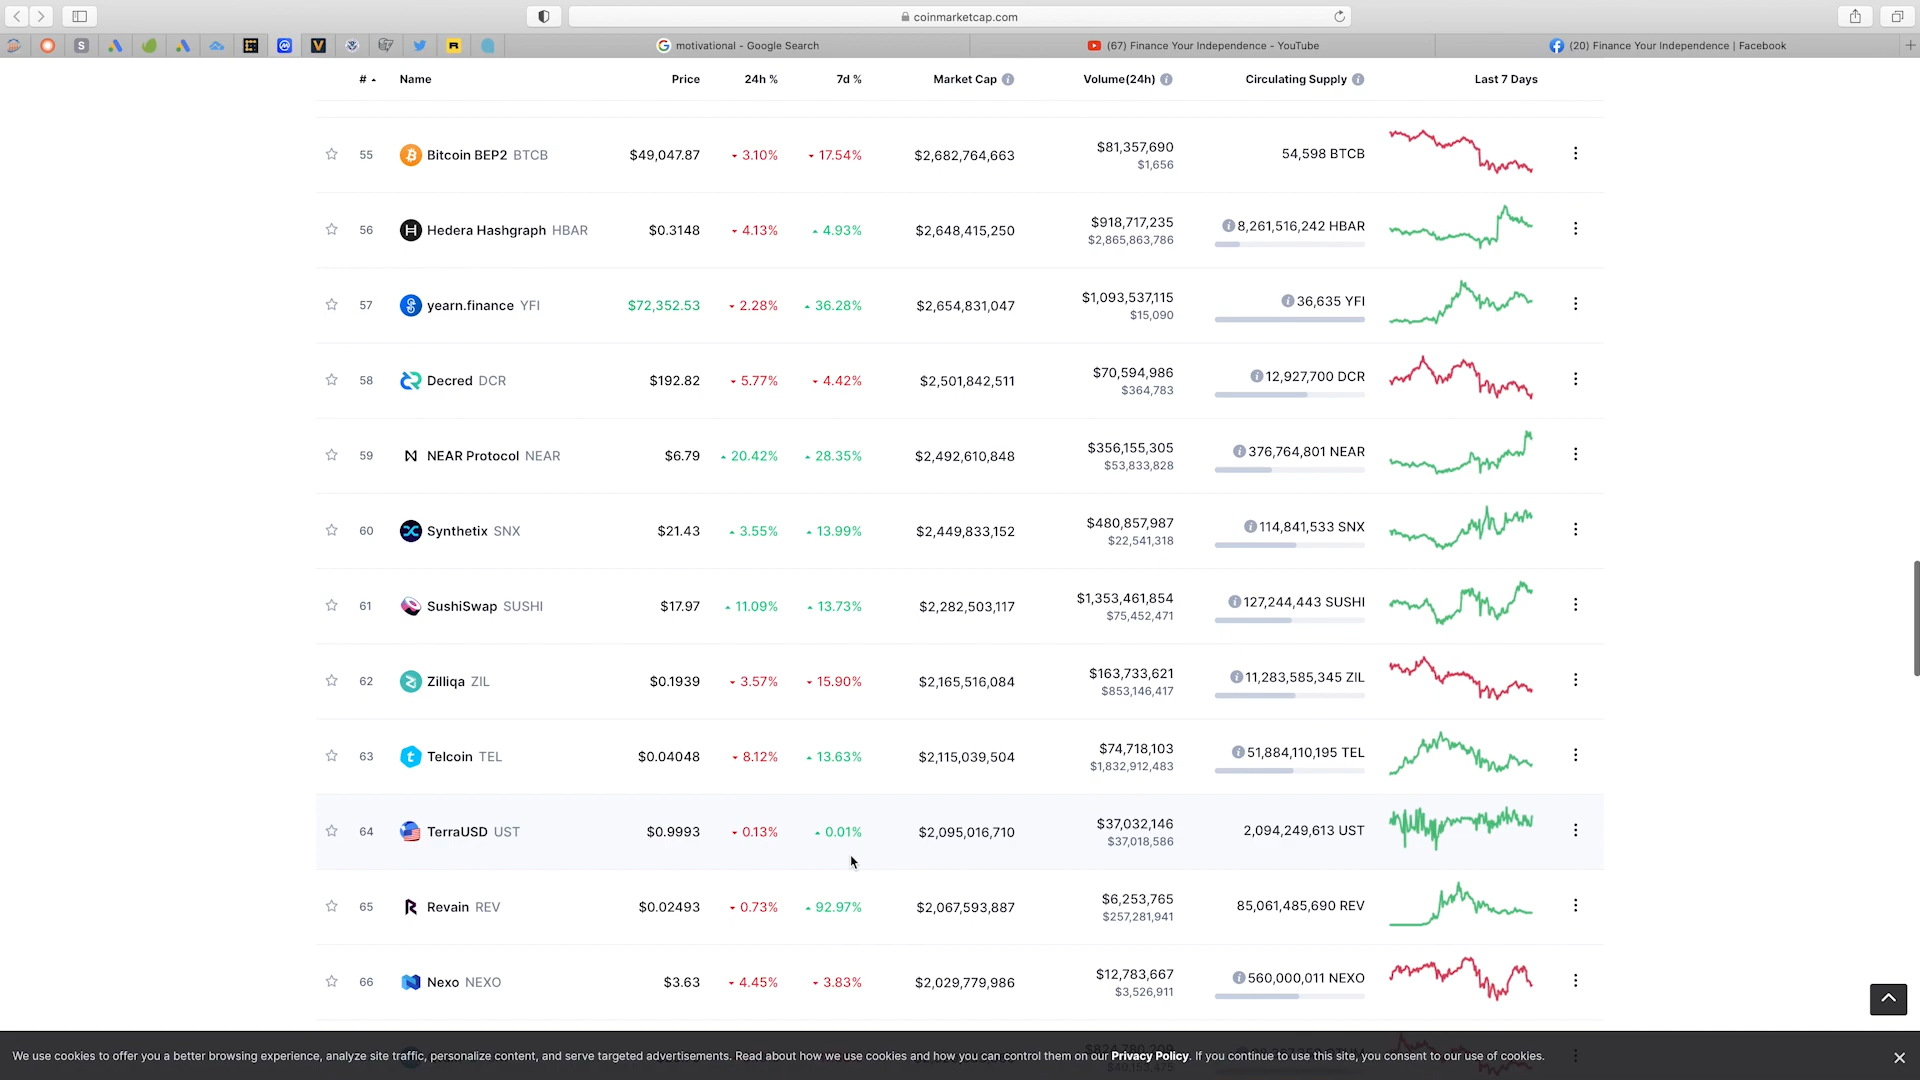 coinmarketcap.com
S
V
R
motivational - Google Search
(67) Finance Your Independence - YouTube
(20) Finance Your Independence | Facebook
# Name Price 24h % 7d % Market Cap Volume(24h) Circulating Supply Last 7 Days
55 Bitcoin BEP2 BTCB $49,047.87 3.10% 17.54% $2,682,764,663 $81,357,690 54,598 BTCB
$1,656
56 Hedera Hashgraph HBAR $0.3148 4.13% 4.93% $2,648,415,250 $918,717,235 8,261,516,242 HBAR
$2,865,863,786
57 yearn.finance YFI $72,352.53 2.28% 36.28% $2,654,831,047 $1,093,537,115 36,635 YFI
$15,090
58 Decred DCR $192.82 5.77% 4.42% $2,501,842,511 $70,594,986 12,927,700 DCR
$364,783
59 NEAR Protocol NEAR $6.79 20.42% 28.35% $2,492,610,848 $356,155,305 376,764,801 NEAR
$53,833,828
60 Synthetix SNX $21.43 3.55% 13.99% $2,449,833,152 $480,857,987 114,841,533 SNX
$22,541,318
61 SushiSwap SUSHI $17.97 11.09% 13.73% $2,282,503,117 $1,353,461,854 127,244,443 SUSHI
$75,452,471
62 Zilliqa ZIL $0.1939 3.57% 15.90% $2,165,516,084 $163,733,621 11,283,585,345 ZIL
$853,146,417
63 Telcoin TEL $0.04048 8.12% 13.63% $2,115,039,504 $74,718,103 51,884,110,195 TEL
$1,832,912,483
64 TerraUSD UST $0.9993 0.13% 0.01% $2,095,016,710 $37,032,146 2,094,249,613 UST
$37,018,586
65 Revain REV $0.02493 0.73% 92.97% $2,067,593,887 $6,253,765 85,061,485,690 REV
$257,281,941
66 Nexo NEXO $3.63 4.45% 3.83% $2,029,779,986 $12,783,667 560,000,011 NEXO
$3,526,911
We use cookies to offer you a better browsing experience, analyze site traffic, personalize content, and serve targeted advertisements. Read about how we use cookies and how you can control them on our Privacy Policy. If you continue to use this site, you consent to our use of cookies.